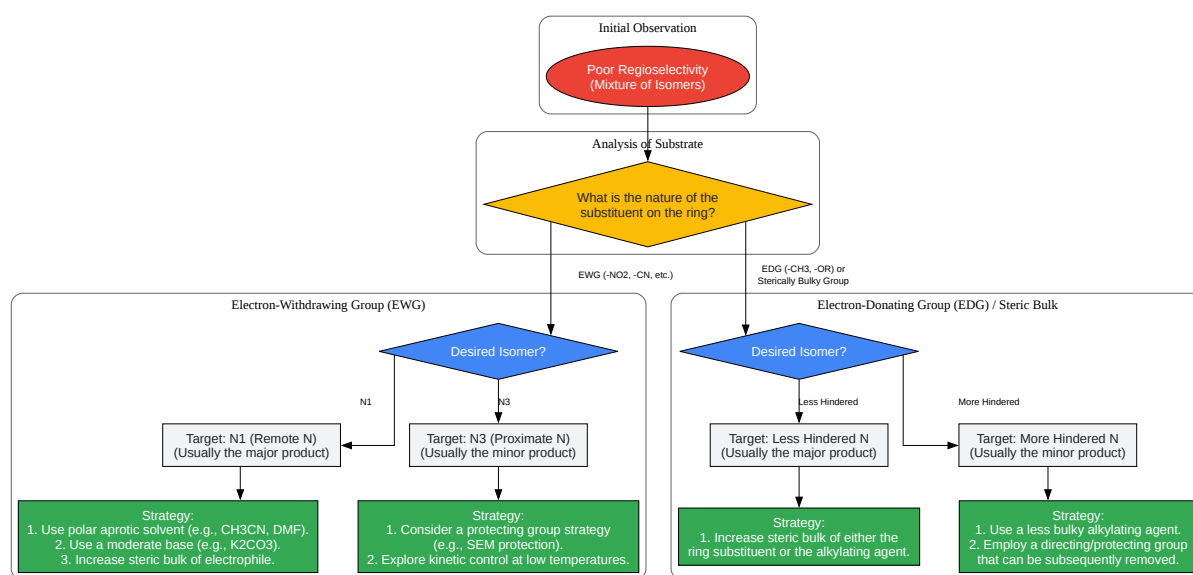 Initial Observation
Poor Regioselectivity
(Mixture of Isomers)
Analysis of Substrate
What is the nature of the
substituent on the ring?
EWG (-NO2, -CN, etc.)
EDG (-CH3, -OR) or
Sterically Bulky Group
Electron-Withdrawing Group (EWG)
Desired Isomer?
N1
N3
Target: N1 (Remote N)
(Usually the major product)
Target: N3 (Proximate N)
(Usually the minor product)
Strategy:
1. Use polar aprotic solvent (e.g., CH3CN, DMF).
2. Use a moderate base (e.g., K2CO3).
3. Increase steric bulk of electrophile.
Strategy:
1. Consider a protecting group strategy
(e.g., SEM protection).
2. Explore kinetic control at low temperatures.
Electron-Donating Group (EDG) / Steric Bulk
Desired Isomer?
Less Hindered
More Hindered
Target: Less Hindered N
(Usually the major product)
Target: More Hindered N
(Usually the minor product)
Strategy:
1. Increase steric bulk of either the
ring substituent or the alkylating agent.
Strategy:
1. Use a less bulky alkylating agent.
2. Employ a directing/protecting group
that can be subsequently removed.